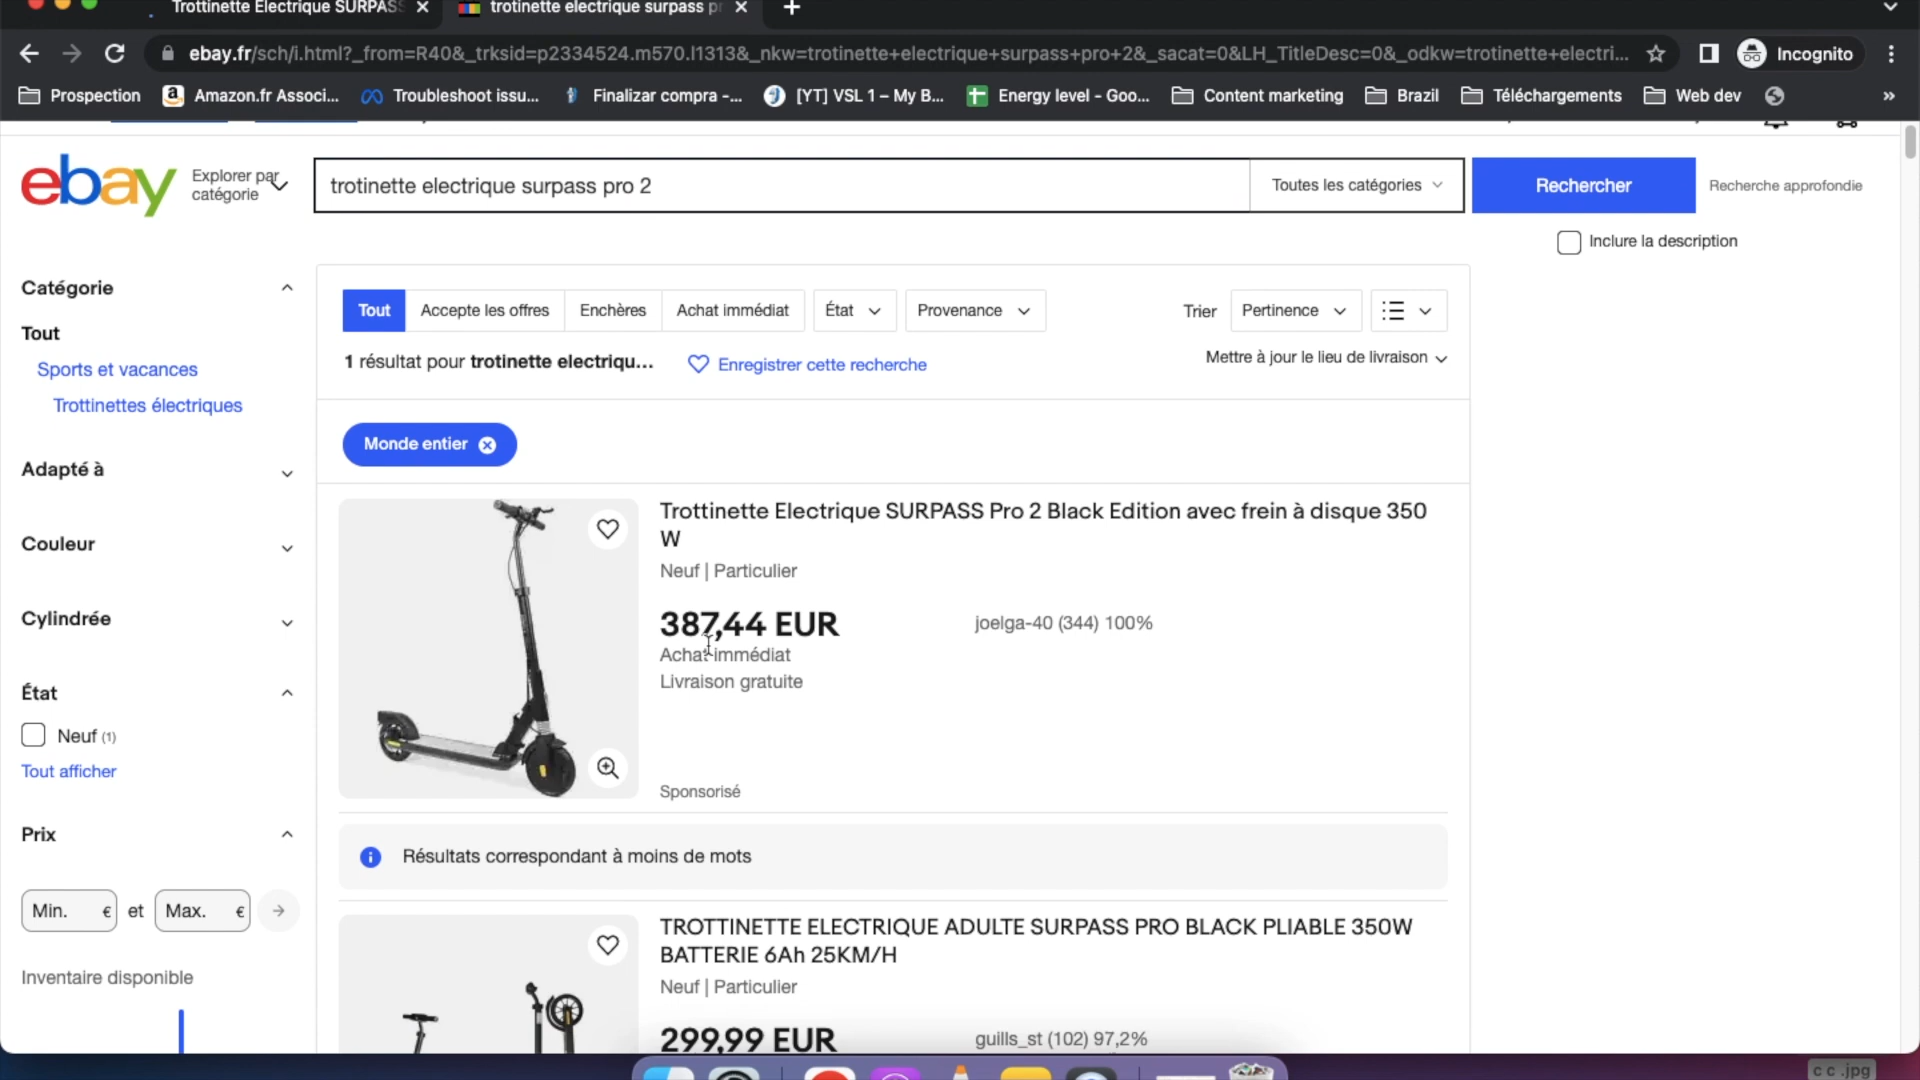 Trottinette Electrique SURPASS
trotinette electrique surpass pr
ebay.fr/sch/i.html?_from=R40&_trksid=p2334524.m570.l1313&_nkw=trotinette+electrique+surpass+pro+2&_sacat=0&LH_TitleDesc=0&_odkw=trotinette+electri...
Incognito
Prospection
Amazon.fr Associ...
Troubleshoot issu...
Finalizar compra -...
[YT] VSL 1 – My B...
Energy level - Goo...
Content marketing
Brazil
Téléchargements
Web dev
»
ebay
Explorer par
catégorie
trotinette electrique surpass pro 2
Toutes les catégories
Rechercher
Recherche approfondie
Inclure la description
Catégorie
Tout
Sports et vacances
Trottinettes électriques
Adapté à
Couleur
Cylindrée
État
Neuf (1)
Tout afficher
Prix
Min. €
et
Max. €
Inventaire disponible
Tout
Accepte les offres
Enchères
Achat immédiat
État
Provenance
Trier
Pertinence
1 résultat pour trotinette electriqu...
Enregistrer cette recherche
Mettre à jour le lieu de livraison
Monde entier
Trottinette Electrique SURPASS Pro 2 Black Edition avec frein à disque 350
W
Neuf | Particulier
387,44 EUR
joelga-40 (344) 100%
Achat immédiat
Livraison gratuite
Sponsorisé
Résultats correspondant à moins de mots
TROTTINETTE ELECTRIQUE ADULTE SURPASS PRO BLACK PLIABLE 350W
BATTERIE 6Ah 25KM/H
Neuf | Particulier
299,99 EUR
guills_st (102) 97,2%
c c .jpg